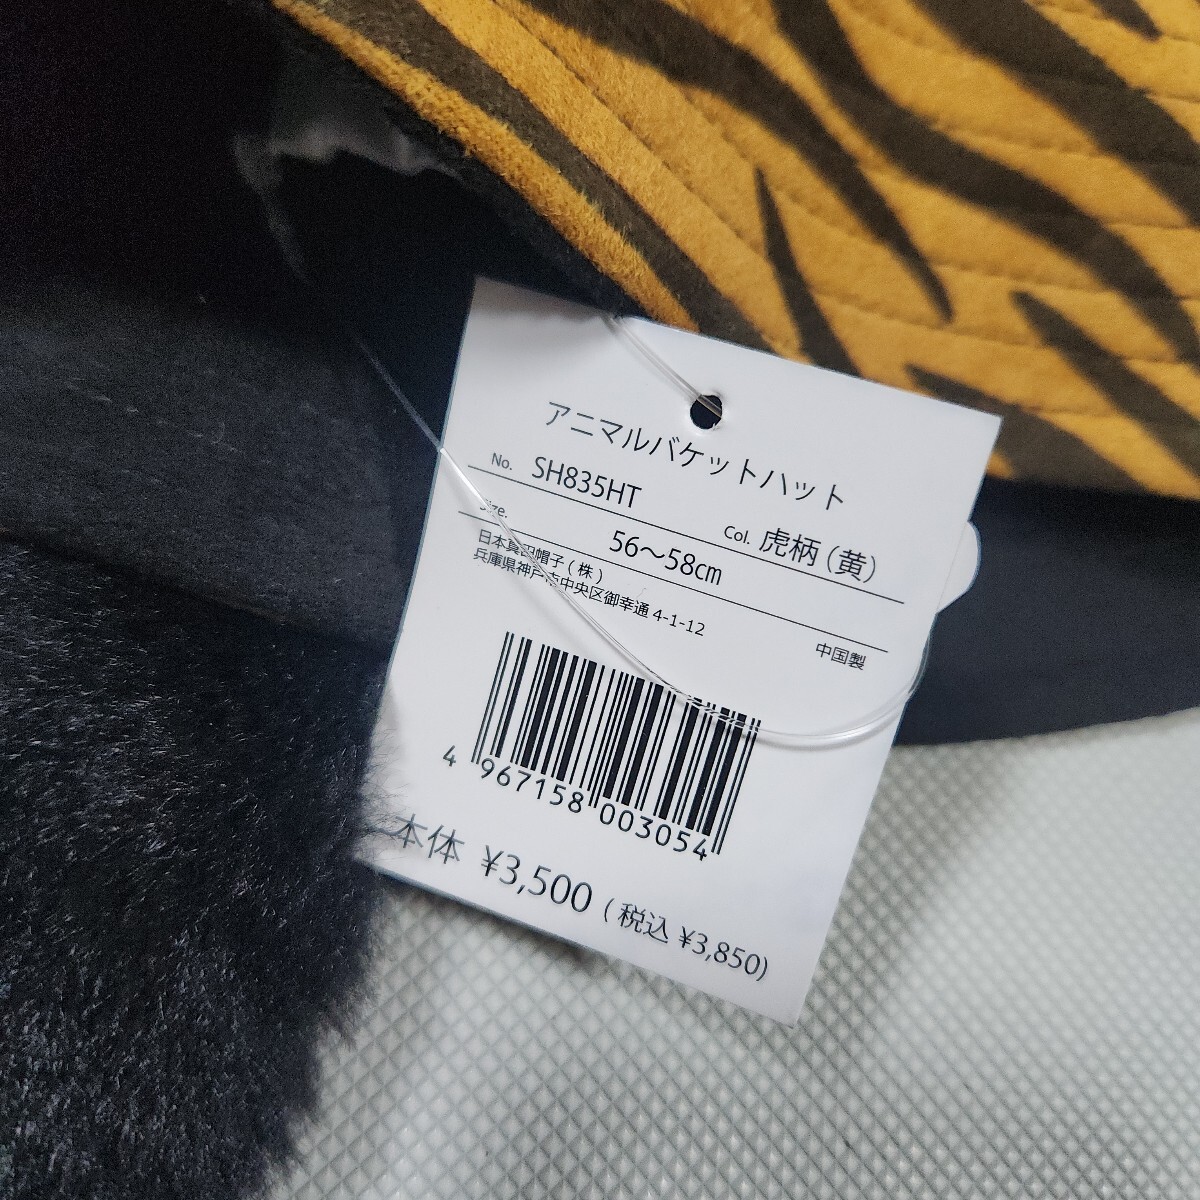 アニマルバケットハット
No. SH835HT Col. 虎柄(黄)
Size. 56～58㎝
日本真田帽子(株)
兵庫県神戸市中央区御幸通 4-1-12
中国製
4 967158 003054
本体 ¥3,500 (税込 ¥3,850)